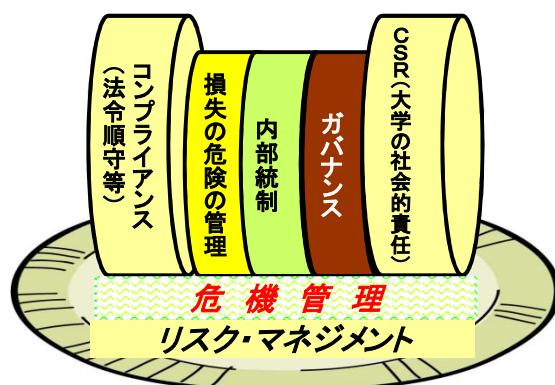 コンプライアンス
（法令順守等）
損失の危険の管理
内部統制
ガバナンス
CSR（大学の社会的責任）
危機管理
リスク・マネジメント